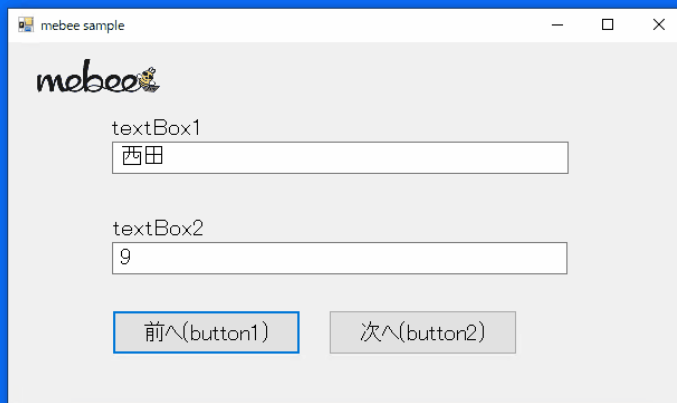 mebee sample
mebee
textBox1
西田
textBox2
9
前へ(button1)
次へ(button2)